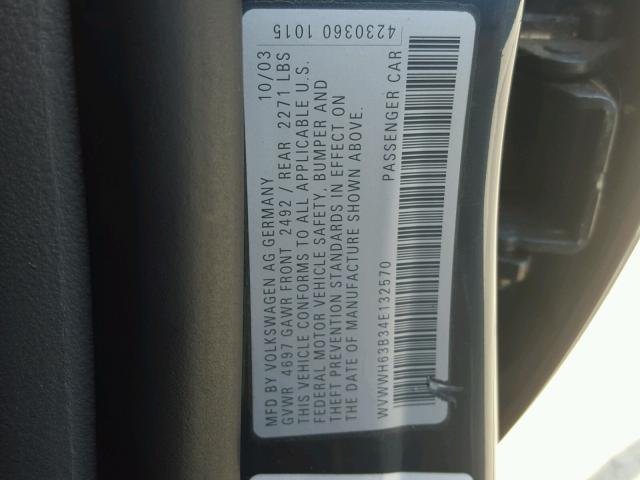 MFD BY VOLKSWAGEN AG GERMANY 10/03
GVWR 4697 GAWR FRONT 2492 / REAR 2271 LBS
THIS VEHICLE CONFORMS TO ALL APPLICABLE U.S.
FEDERAL MOTOR VEHICLE SAFETY, BUMPER AND
THEFT PREVENTION STANDARDS IN EFFECT ON
THE DATE OF MANUFACTURE SHOWN ABOVE.
4230360 1015
WVWWH63B34E132570 PASSENGER CAR